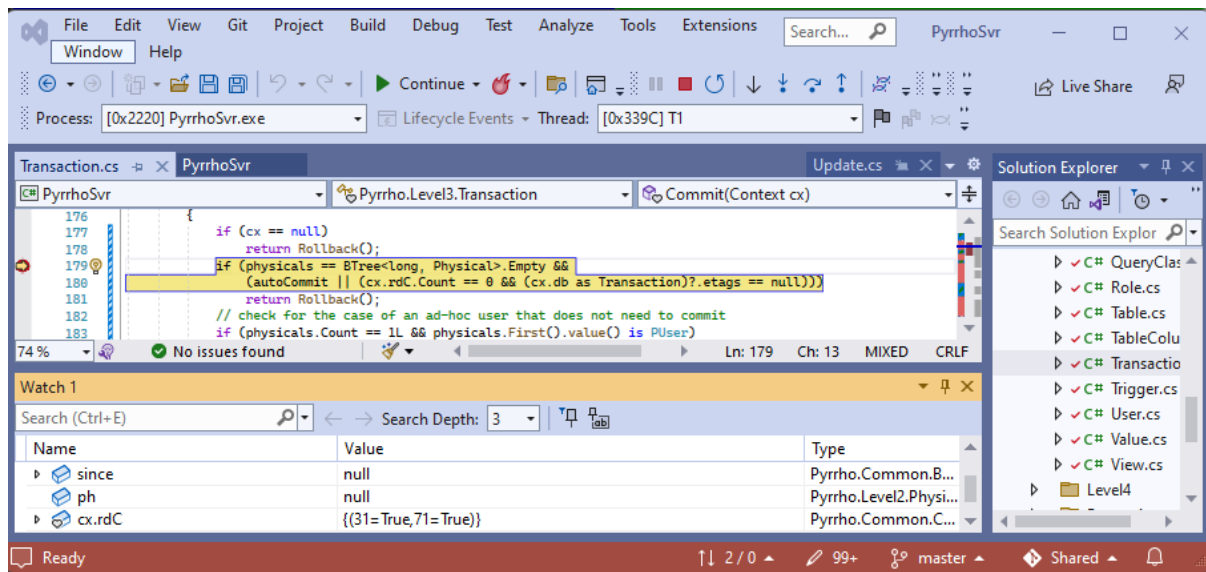 File Edit View Git Project Build Debug Test Analyze Tools Extensions Search... PyrrhoSvr
Window Help
Continue Live Share
Process: [0x2220] PyrrhoSvr.exe Lifecycle Events Thread: [0x339C] T1
Transaction.cs PyrrhoSvr Update.cs Solution Explorer
C# PyrrhoSvr Pyrrho.Level3.Transaction Commit(Context cx)
Search Solution Explor
176 {
177 if (cx == null)
178 return Rollback();
179 if (physicals == BTree<long, Physical>.Empty &&
180 (autoCommit || (cx.rdC.Count == 0 && (cx.db as Transaction)?.etags == null)))
181 return Rollback();
182 // check for the case of an ad-hoc user that does not need to commit
183 if (physicals.Count == 1L && physicals.First().value() is PUser)
74 % No issues found Ln: 179 Ch: 13 MIXED CRLF
Watch 1
Search (Ctrl+E) Search Depth: 3
Name Value Type
since null Pyrrho.Common.B...
ph null Pyrrho.Level2.Physi...
cx.rdC {(31=True,71=True)} Pyrrho.Common.C...
C# QueryClas
C# Role.cs
C# Table.cs
C# TableColu
C# Transactio
C# Trigger.cs
C# User.cs
C# Value.cs
C# View.cs
Level4
Ready 2 / 0 99+ master Shared